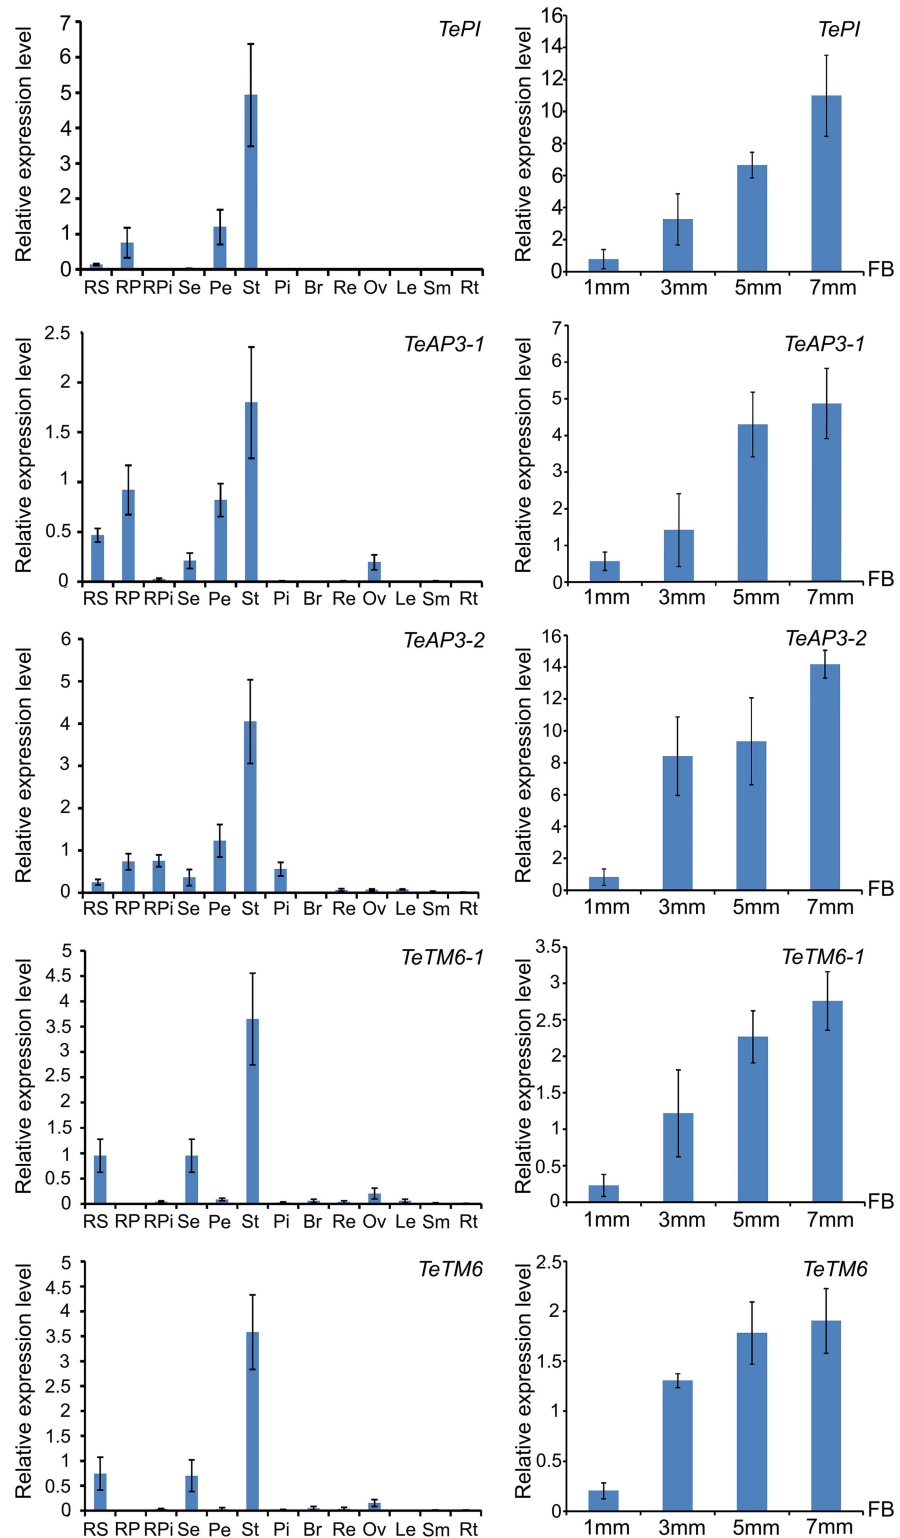 TePI
Relative expression level
7
6
5
4
3
2
1
0
RS RP RPi Se Pe St Pi Br Re Ov Le Sm Rt
TePI
Relative expression level
16
14
12
10
8
6
4
2
0
1mm 3mm 5mm 7mm FB
TeAP3-1
Relative expression level
2.5
2
1.5
1
0.5
0
RS RP RPi Se Pe St Pi Br Re Ov Le Sm Rt
TeAP3-1
Relative expression level
7
6
5
4
3
2
1
0
1mm 3mm 5mm 7mm FB
TeAP3-2
Relative expression level
6
5
4
3
2
1
0
RS RP RPi Se Pe St Pi Br Re Ov Le Sm Rt
TeAP3-2
Relative expression level
16
14
12
10
8
6
4
2
0
1mm 3mm 5mm 7mm FB
TeTM6-1
Relative expression level
5
4.5
4
3.5
3
2.5
2
1.5
1
0.5
0
RS RP RPi Se Pe St Pi Br Re Ov Le Sm Rt
TeTM6-1
Relative expression level
3.5
3
2.5
2
1.5
1
0.5
0
1mm 3mm 5mm 7mm FB
TeTM6
Relative expression level
5
4.5
4
3.5
3
2.5
2
1.5
1
0.5
0
RS RP RPi Se Pe St Pi Br Re Ov Le Sm Rt
TeTM6
Relative expression level
2.5
2
1.5
1
0.5
0
1mm 3mm 5mm 7mm FB